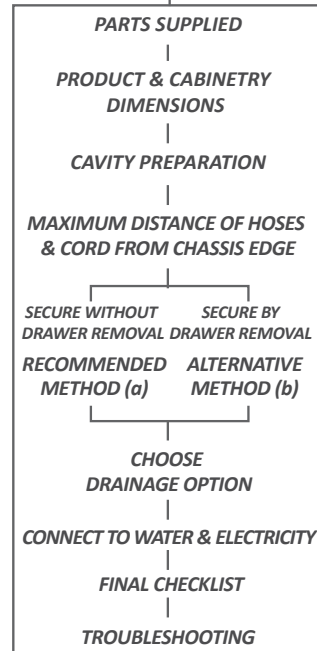 PARTS SUPPLIED
PRODUCT & CABINETRY
DIMENSIONS
CAVITY PREPARATION
MAXIMUM DISTANCE OF HOSES
& CORD FROM CHASSIS EDGE
SECURE WITHOUT
DRAWER REMOVAL
RECOMMENDED
METHOD (a)
SECURE BY
DRAWER REMOVAL
ALTERNATIVE
METHOD (b)
CHOOSE
DRAINAGE OPTION
CONNECT TO WATER & ELECTRICITY
FINAL CHECKLIST
TROUBLESHOOTING